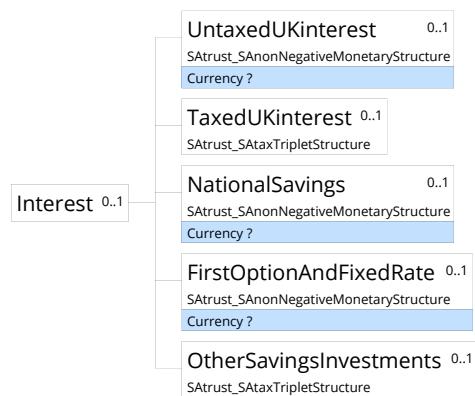 UntaxedUKinterest 0..1
SAtrust_SAnonNegativeMonetaryStructure
Currency ?
TaxedUKinterest 0..1
SAtrust_SAtaxTripletStructure
Interest 0..1
NationalSavings 0..1
SAtrust_SAnonNegativeMonetaryStructure
Currency ?
FirstOptionAndFixedRate 0..1
SAtrust_SAnonNegativeMonetaryStructure
Currency ?
OtherSavingsInvestments 0..1
SAtrust_SAtaxTripletStructure